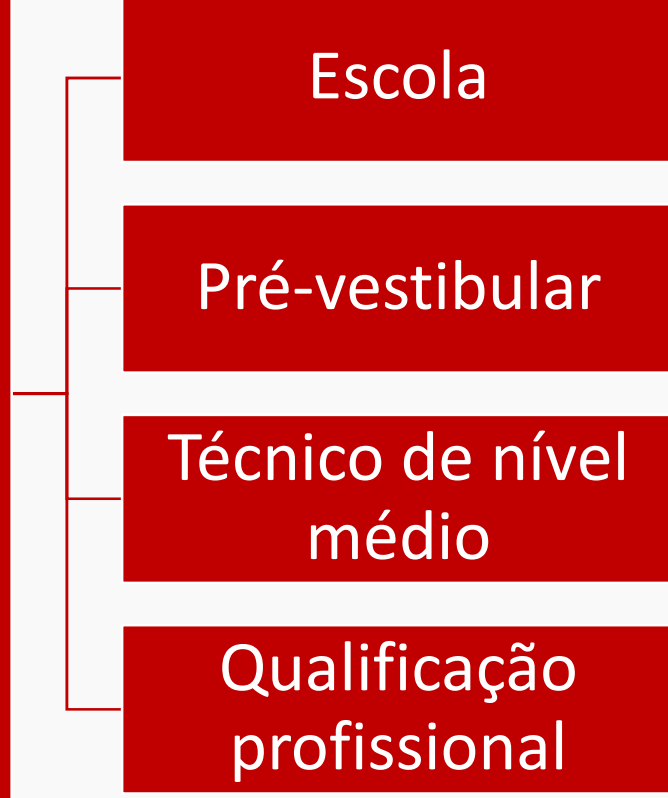 Escola
Pré-vestibular
Técnico de nível
médio
Qualificação
profissional